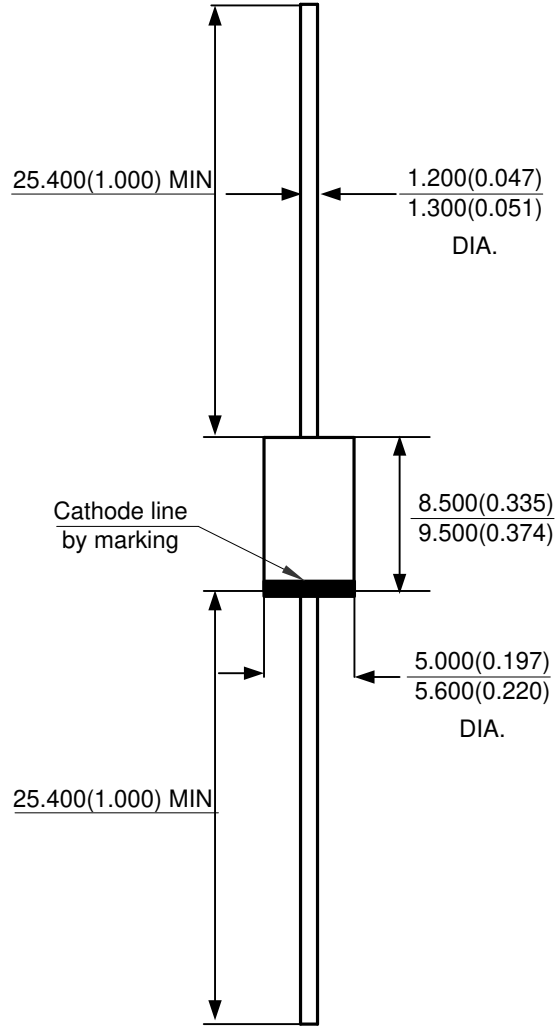 25.400(1.000) MIN
1.200(0.047)
1.300(0.051)
DIA.
Cathode line
by marking
8.500(0.335)
9.500(0.374)
5.000(0.197)
5.600(0.220)
DIA.
25.400(1.000) MIN